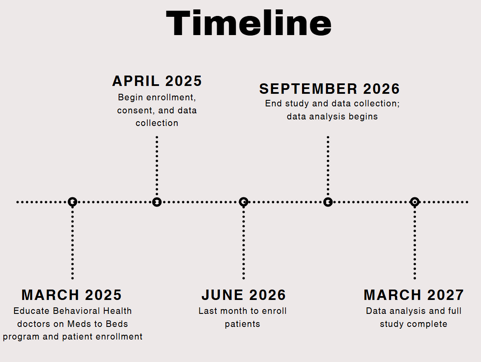 Timeline
APRIL 2025
Begin enrollment,
consent, and data
collection
SEPTEMBER 2026
End study and data collection;
data analysis begins
MARCH 2025
Educate Behavioral Health
doctors on Meds to Beds
program and patient enrollment
JUNE 2026
Last month to enroll
patients
MARCH 2027
Data analysis and full
study complete